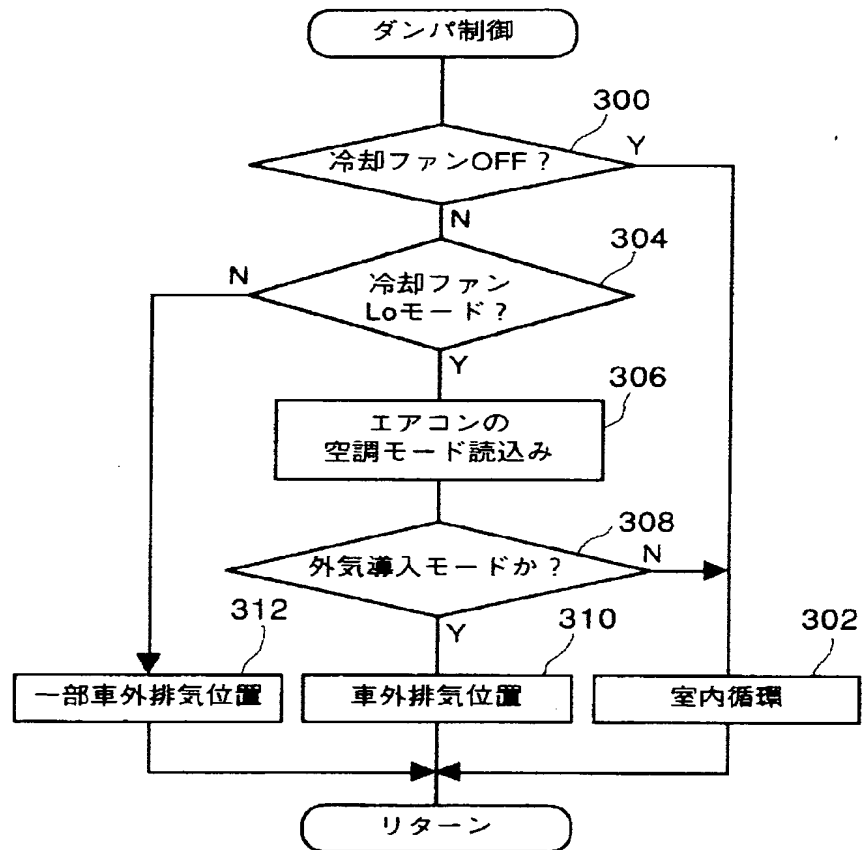 ダンパ制御
300
冷却ファンOFF？
Y
N
304
N
冷却ファン
Loモード？
Y
306
エアコンの
空調モード読込み
308
外気導入モードか？
N
Y
312
310
302
一部車外排気位置
車外排気位置
室内循環
リターン